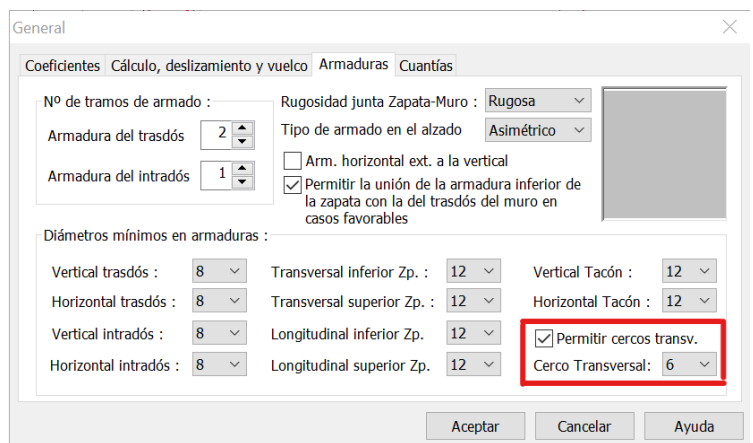 General
Coeficientes Cálculo, deslizamiento y vuelco Armaduras Cuantías
Nº de tramos de armado :
Armadura del trasdós 2
Armadura del intradós 1
Rugosidad junta Zapata-Muro : Rugosa
Tipo de armado en el alzado Asimétrico
Arm. horizontal ext. a la vertical
Permitir la unión de la armadura inferior de
la zapata con la del trasdós del muro en
casos favorables
Diámetros mínimos en armaduras :
Vertical trasdós : 8 Transversal inferior Zp. : 12 Vertical Tacón : 12
Horizontal trasdós : 8 Transversal superior Zp. : 12 Horizontal Tacón : 12
Vertical intradós : 8 Longitudinal inferior Zp. 12 Permitir cercos transv.
Horizontal intradós : 8 Longitudinal superior Zp. 12 Cerco Transversal: 6
Aceptar Cancelar Ayuda